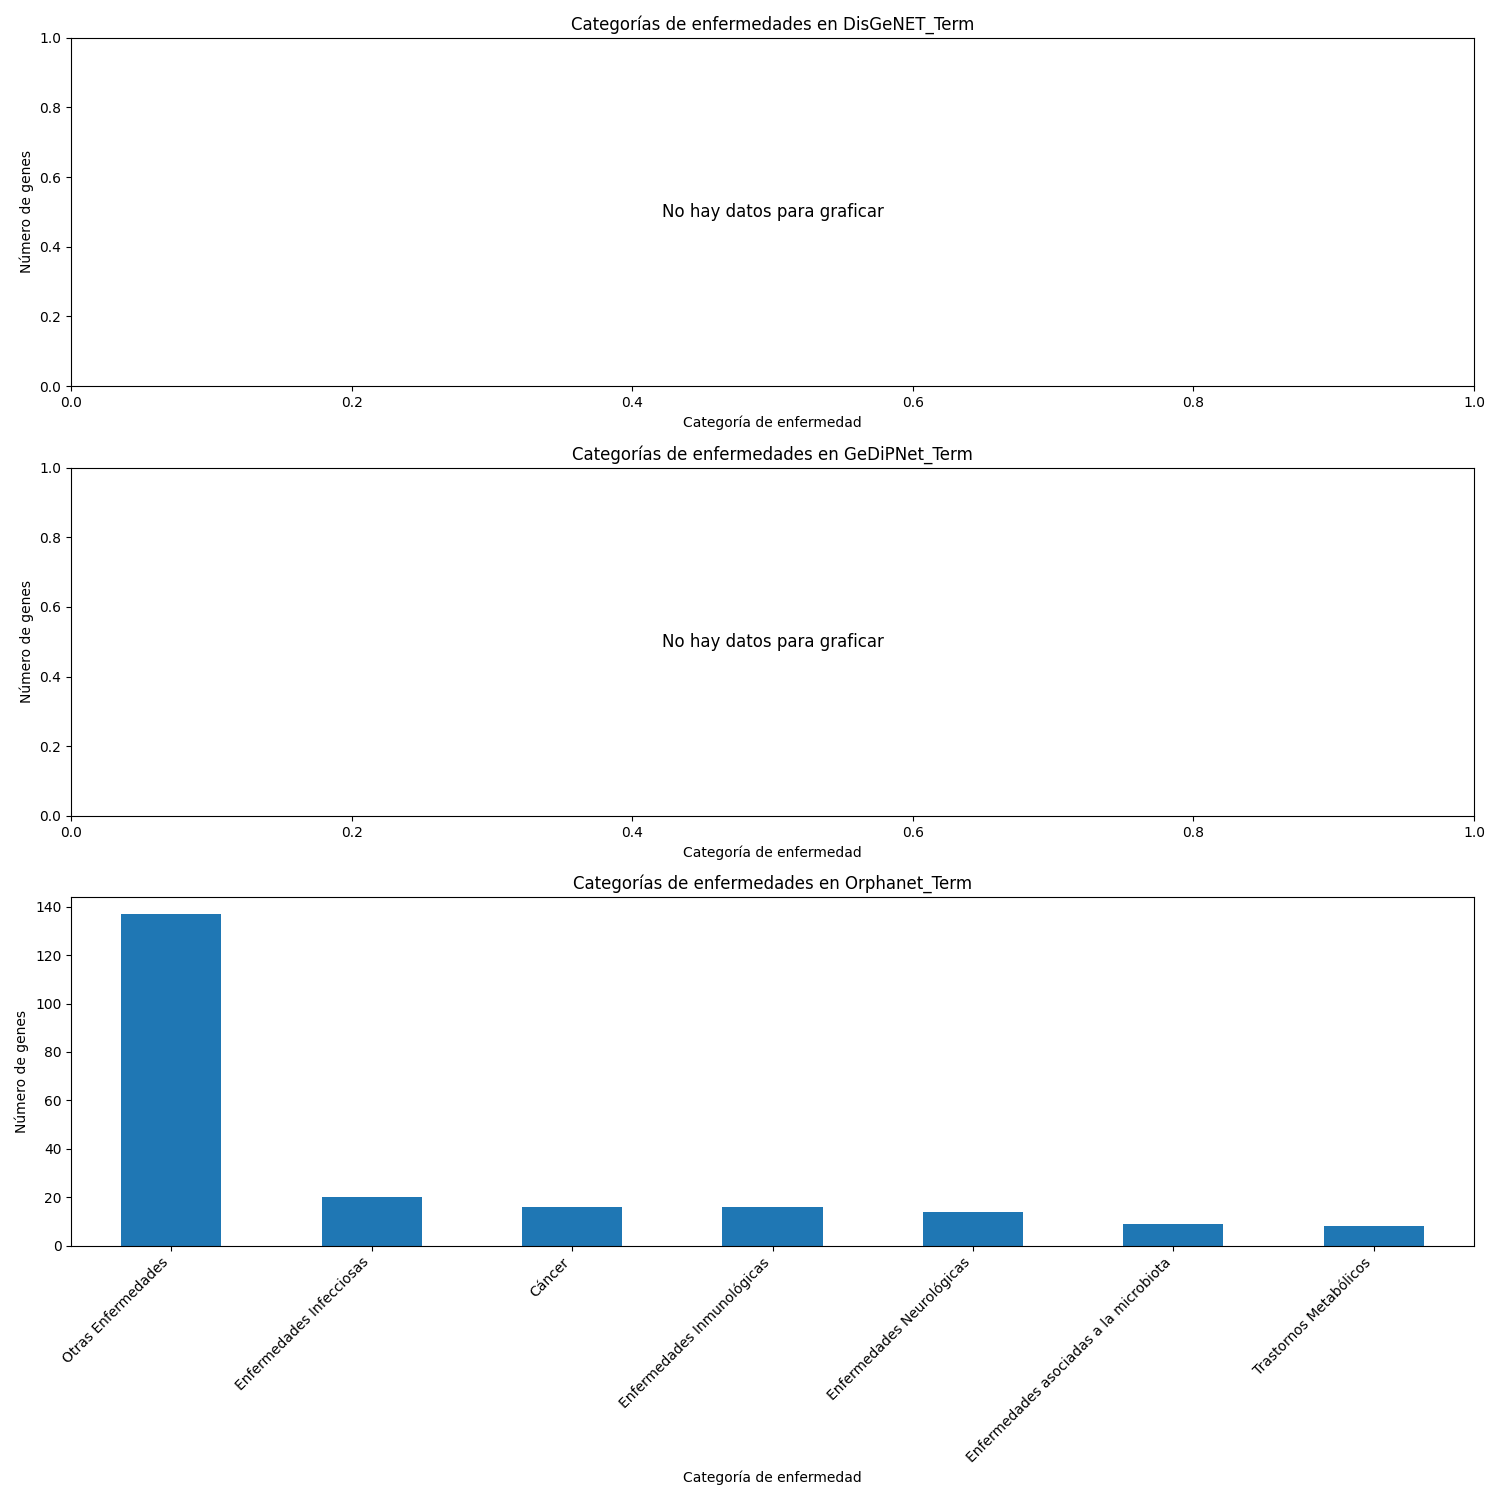 Categorías de enfermedades en DisGeNET_Term
1.0
0.8
0.6
0.4
0.2
0.0
Número de genes
No hay datos para graficar
0.0 0.2 0.4 0.6 0.8 1.0
Categoría de enfermedad
Categorías de enfermedades en GeDiPNet_Term
1.0
0.8
0.6
0.4
0.2
0.0
Número de genes
No hay datos para graficar
0.0 0.2 0.4 0.6 0.8 1.0
Categoría de enfermedad
Categorías de enfermedades en Orphanet_Term
140
120
100
80
60
40
20
0
Número de genes
Otras Enfermedades
Enfermedades Infecciosas
Cáncer
Enfermedades Inmunológicas
Enfermedades Neurológicas
Enfermedades asociadas a la microbiota
Trastornos Metabólicos
Categoría de enfermedad